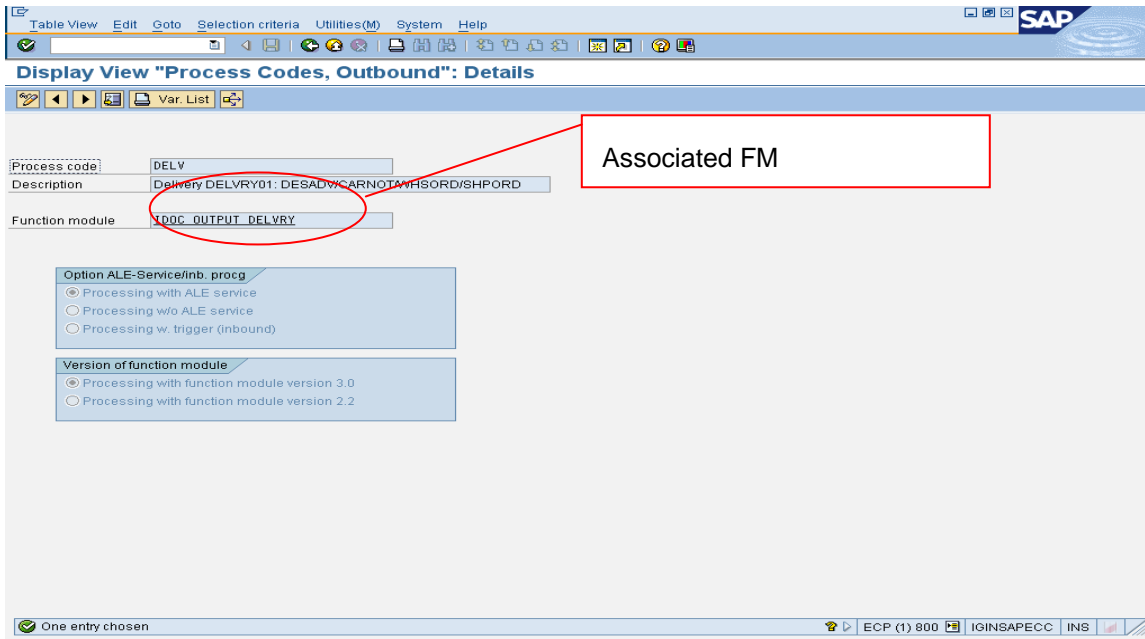 Table View Edit Goto Selection criteria Utilities(M) System Help
SAP
Display View "Process Codes, Outbound": Details
Var. List
Associated FM
Process code DELV
Description Delivery DELVRY01: DESADV/CARNOT/WHSORD/SHPORD
Function module IDOC_OUTPUT_DELVRY
Option ALE-Service/inb. procg
Processing with ALE service
Processing w/o ALE service
Processing w. trigger (inbound)
Version of function module
Processing with function module version 3.0
Processing with function module version 2.2
One entry chosen ECP (1) 800 IGINSAPECC INS